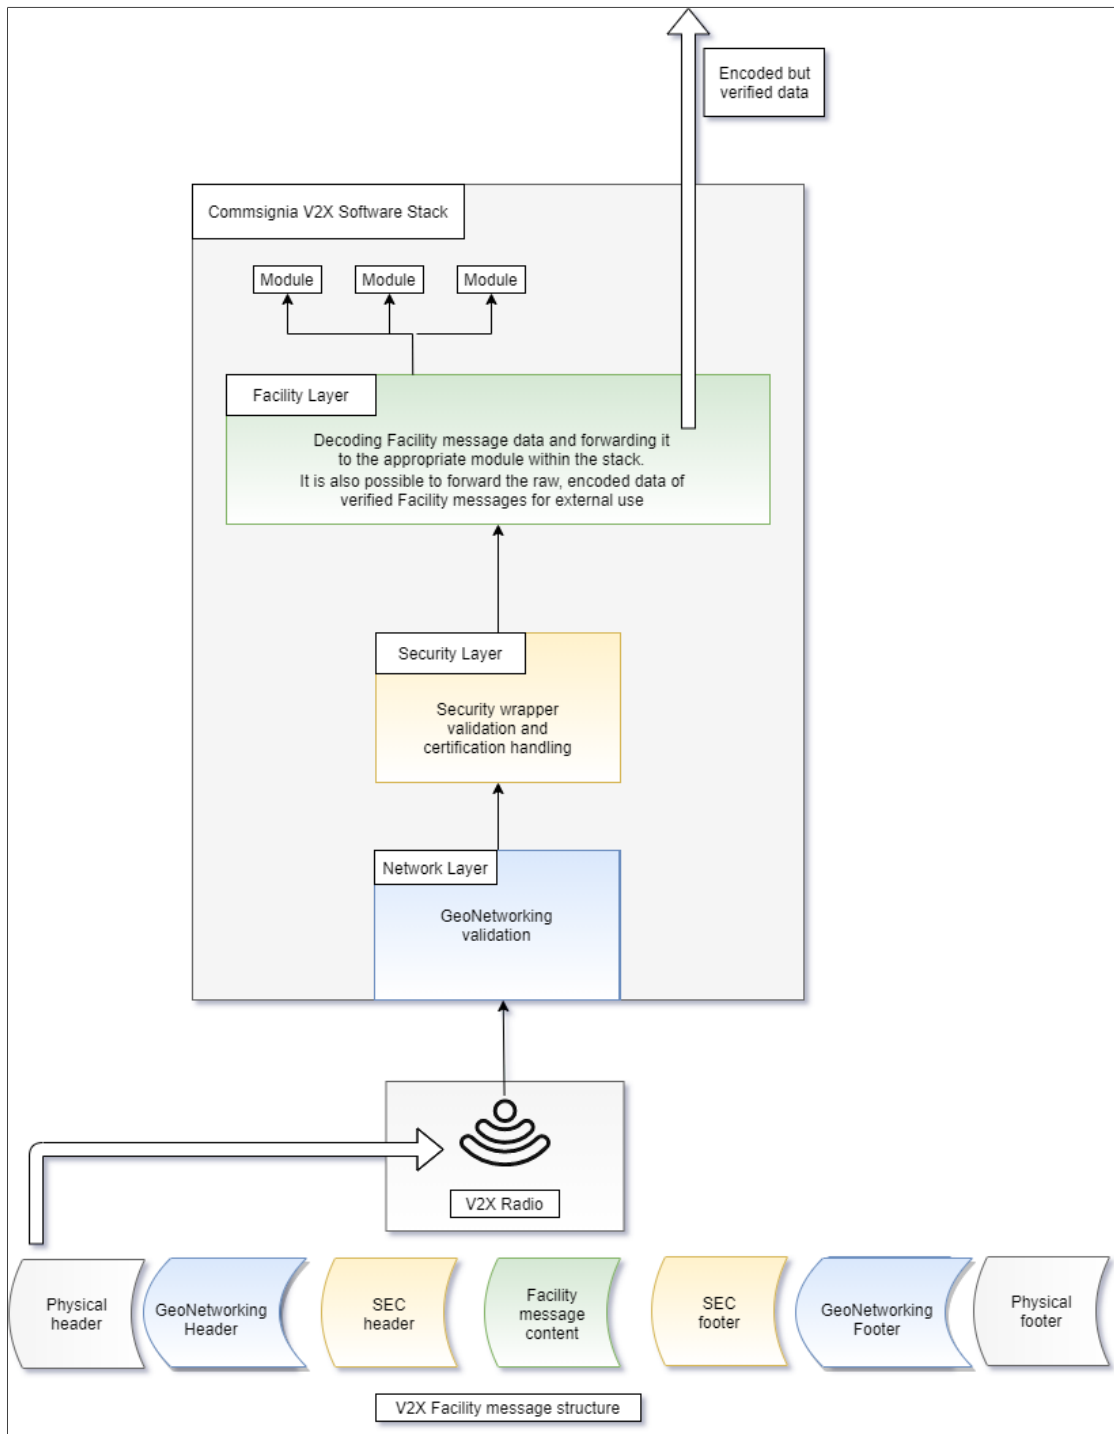 Encoded but
verified data
Commsignia V2X Software Stack
Module
Module
Module
Facility Layer
Decoding Facility message data and forwarding it
to the appropriate module within the stack.
It is also possible to forward the raw, encoded data of
verified Facility messages for external use
Security Layer
Security wrapper
validation and
certification handling
Network Layer
GeoNetworking
validation
V2X Radio
Physical
header
GeoNetworking
Header
SEC
header
Facility
message
content
SEC
footer
GeoNetworking
Footer
Physical
footer
V2X Facility message structure